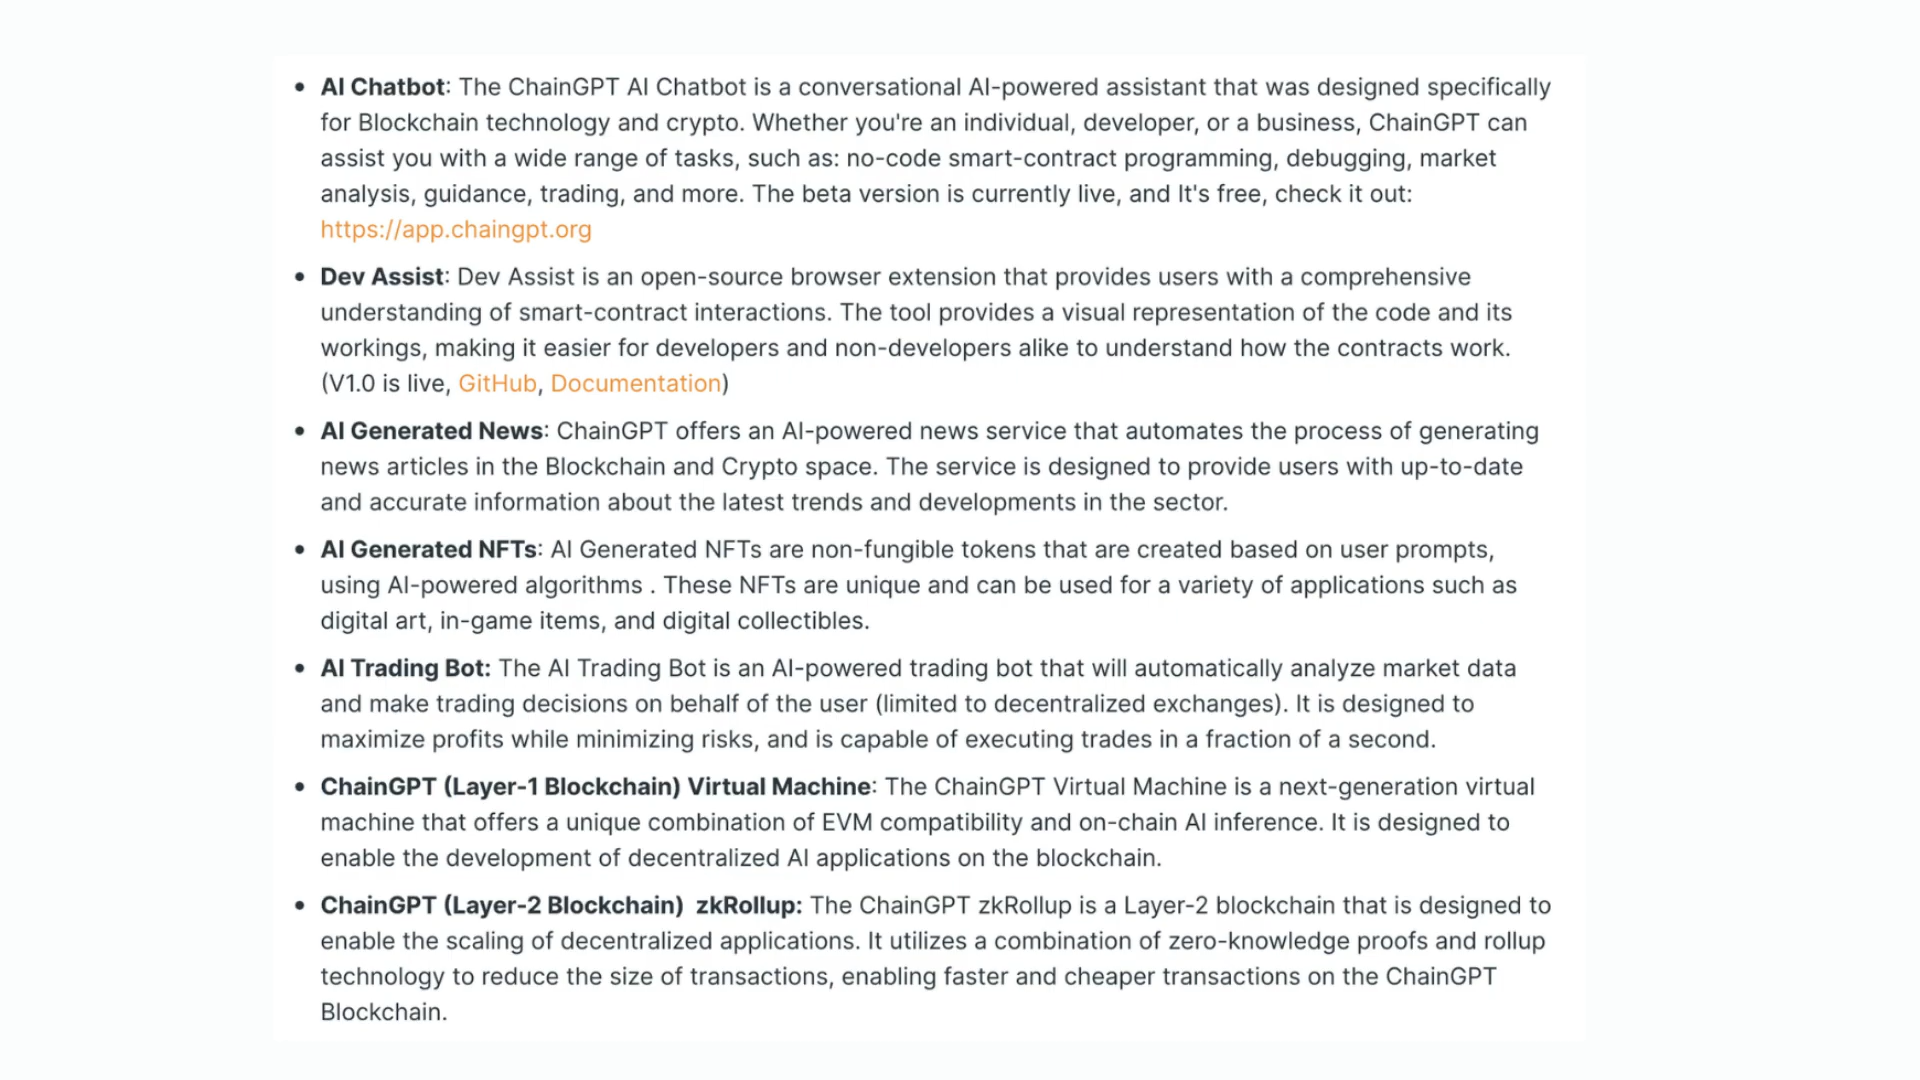 • AI Chatbot: The ChainGPT AI Chatbot is a conversational AI-powered assistant that was designed specifically
for Blockchain technology and crypto. Whether you're an individual, developer, or a business, ChainGPT can
assist you with a wide range of tasks, such as: no-code smart-contract programming, debugging, market
analysis, guidance, trading, and more. The beta version is currently live, and It's free, check it out:
https://app.chaingpt.org
• Dev Assist: Dev Assist is an open-source browser extension that provides users with a comprehensive
understanding of smart-contract interactions. The tool provides a visual representation of the code and its
workings, making it easier for developers and non-developers alike to understand how the contracts work.
(V1.0 is live, GitHub, Documentation)
• AI Generated News: ChainGPT offers an AI-powered news service that automates the process of generating
news articles in the Blockchain and Crypto space. The service is designed to provide users with up-to-date
and accurate information about the latest trends and developments in the sector.
• AI Generated NFTs: AI Generated NFTs are non-fungible tokens that are created based on user prompts,
using AI-powered algorithms . These NFTs are unique and can be used for a variety of applications such as
digital art, in-game items, and digital collectibles.
• AI Trading Bot: The AI Trading Bot is an AI-powered trading bot that will automatically analyze market data
and make trading decisions on behalf of the user (limited to decentralized exchanges). It is designed to
maximize profits while minimizing risks, and is capable of executing trades in a fraction of a second.
• ChainGPT (Layer-1 Blockchain) Virtual Machine: The ChainGPT Virtual Machine is a next-generation virtual
machine that offers a unique combination of EVM compatibility and on-chain AI inference. It is designed to
enable the development of decentralized AI applications on the blockchain.
• ChainGPT (Layer-2 Blockchain)  zkRollup: The ChainGPT zkRollup is a Layer-2 blockchain that is designed to
enable the scaling of decentralized applications. It utilizes a combination of zero-knowledge proofs and rollup
technology to reduce the size of transactions, enabling faster and cheaper transactions on the ChainGPT
Blockchain.